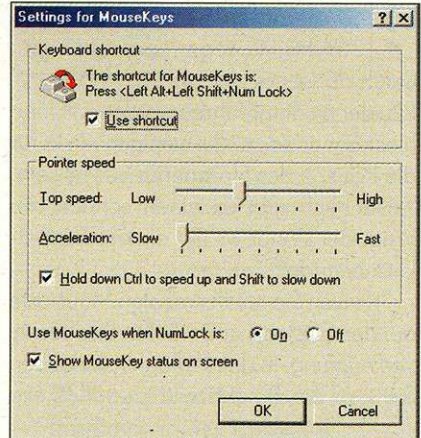 Settings for MouseKeys
Keyboard shortcut
The shortcut for MouseKeys is:
Press <Left Alt+Left Shift+Num Lock>
Use shortcut
Pointer speed
Top speed: Low High
Acceleration: Slow Fast
Hold down Ctrl to speed up and Shift to slow down
Use MouseKeys when NumLock is: On Off
Show MouseKey status on screen
OK Cancel